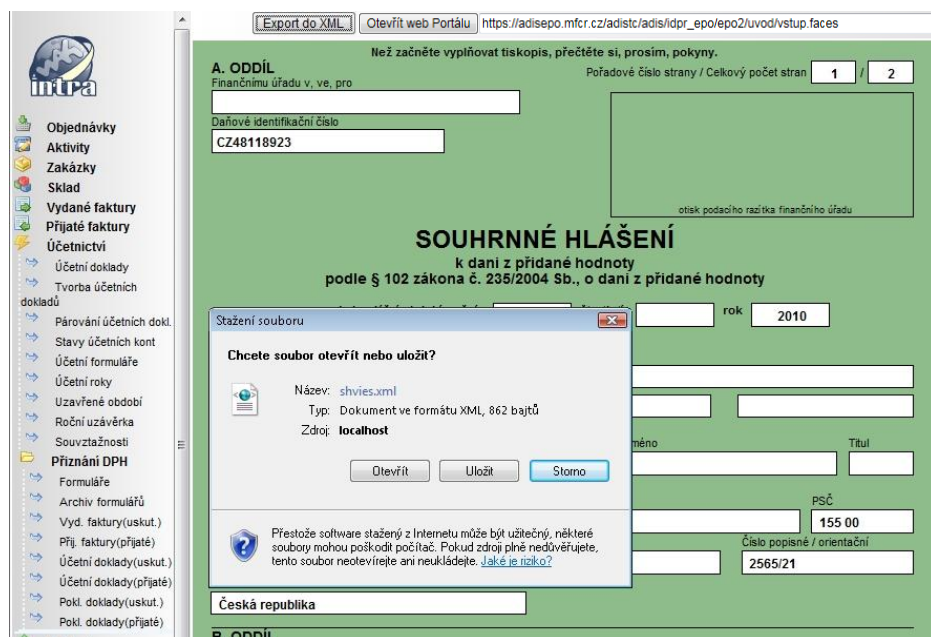 Export do XML Otevřít web Portálu https://adisepo.mfcr.cz/adistc/adis/idpr_epo/epo2/uvod/vstup.faces
intra
Objednávky
Aktivity
Zakázky
Sklad
Vydané faktury
Přijaté faktury
Účetnictví
Účetní doklady
Tvorba účetních
dokladů
Párování účetních dokl.
Stavy účetních kont
Účetní formuláře
Účetní roky
Uzavřené období
Roční uzávěrka
Souvztažnosti
Přiznání DPH
Formuláře
Archiv formulářů
Vyd. faktury(uskut.)
Přij. faktury(přijaté)
Účetní doklady(uskut.)
Účetní doklady(přijaté)
Pokl. doklady(uskut.)
Pokl. doklady(přijaté)
Než začněte vyplňovat tiskopis, přečtěte si, prosím, pokyny.
A. ODDÍL
Finančnímu úřadu v, ve, pro
Pořadové číslo strany / Celkový počet stran 1 / 2
Daňové identifikační číslo
CZ48118923
otisk podacího razítka finančního úřadu
SOUHRNNÉ HLÁŠENÍ
k dani z přidané hodnoty
podle § 102 zákona č. 235/2004 Sb., o dani z přidané hodnoty
rok 2010
Stažení souboru
Chcete soubor otevřít nebo uložit?
Název: shvies.xml
Typ: Dokument ve formátu XML, 862 bajtů
Zdroj: localhost
Otevřít Uložit Storno
Přestože software stažený z Internetu může být užitečný, některé
soubory mohou poškodit počítač. Pokud zdroji plně nedůvěřujete,
tento soubor neotevírejte ani neukládejte. Jaké je riziko?
méno Titul
PSČ
155 00
Číslo popisné / orientační
2565/21
Česká republika
B. ODDÍL